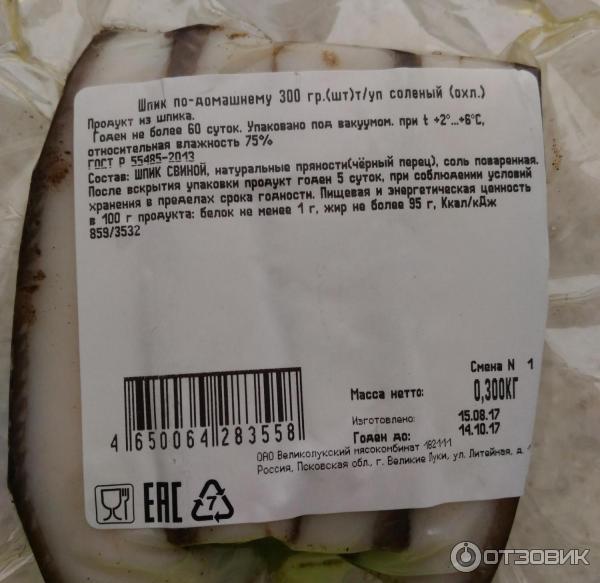 Шпик по-домашнему 300 гр.(шт)т/уп соленый (охл.)
Продукт из шпика.
Годен не более 60 суток. Упаковано под вакуумом. при t +2°...+6°C,
относительная влажность 75%
ГОСТ Р 55485-2013
Состав: ШПИК СВИНОЙ, натуральные пряности(чёрный перец), соль поваренная.
После вскрытия упаковки продукт годен 5 суток, при соблюдении условий
хранения в пределах срока годности. Пищевая и энергетическая ценность
в 100 г продукта: белок не менее 1 г, жир не более 95 г, Ккал/кДж
859/3532
Смена N 1
Масса нетто: 0,300КГ
Изготовлено: 15.08.17
Годен до: 14.10.17
4 650064 283558
ОАО Великолукский мясокомбинат 182111
Россия, Псковская обл., г. Великие Луки, ул. Литейная, д. 1
EAC
7
ОТЗОВИК